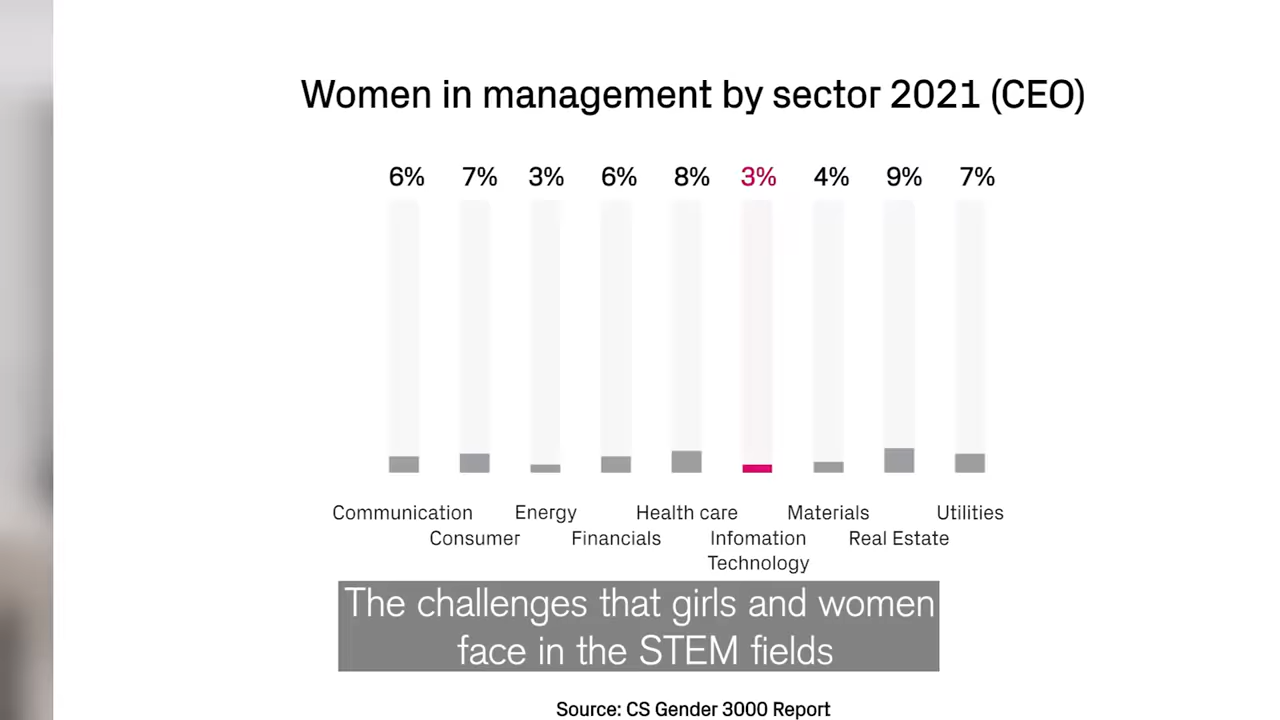 Women in management by sector 2021 (CEO)
6% 7% 3% 6% 8% 3% 4% 9% 7%
Communication Energy Health care Materials Utilities
Consumer Financials Infomation Real Estate
Technology
The challenges that girls and women
face in the STEM fields
Source: CS Gender 3000 Report